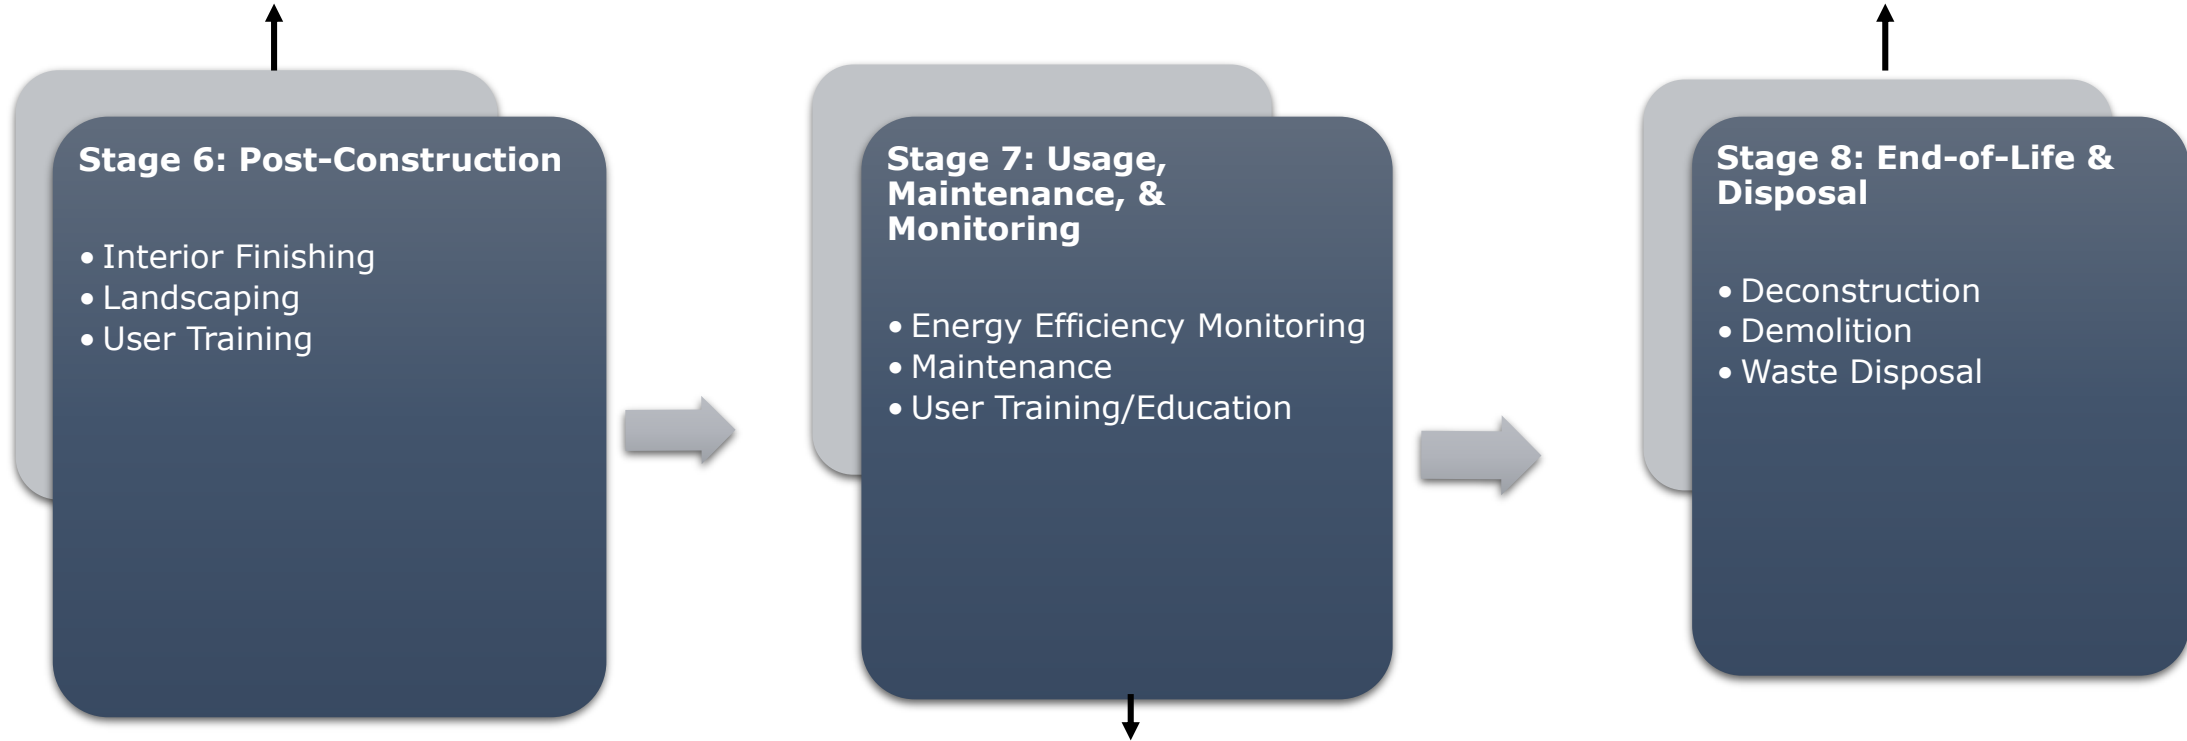 Stage 6: Post-Construction
• Interior Finishing
• Landscaping
• User Training
Stage 7: Usage,
Maintenance, &
Monitoring
• Energy Efficiency Monitoring
• Maintenance
• User Training/Education
Stage 8: End-of-Life &
Disposal
• Deconstruction
• Demolition
• Waste Disposal